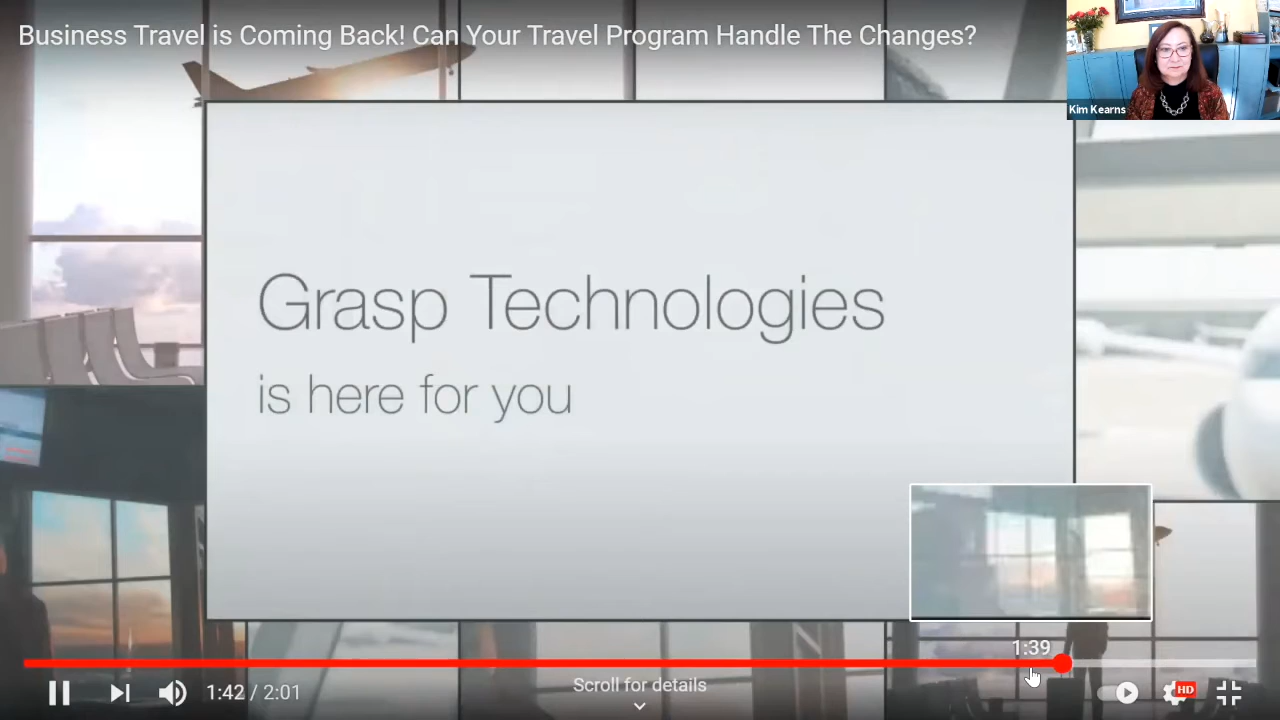 Business Travel is Coming Back! Can Your Travel Program Handle The Changes?
Kim Kearns
Grasp Technologies
is here for you
1:39
1:42 / 2:01
Scroll for details
HD